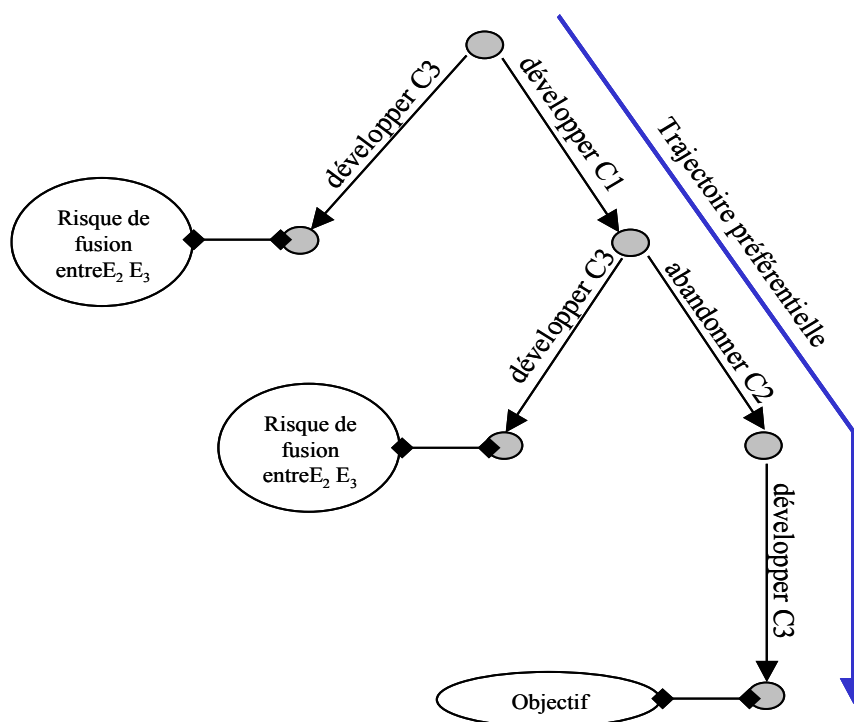 développer C3
développer C1
Trajectoire préférentielle
Risque de
fusion
entreE₂ E₃
développer C3
abandonner C2
Risque de
fusion
entreE₂ E₃
développer C3
Objectif